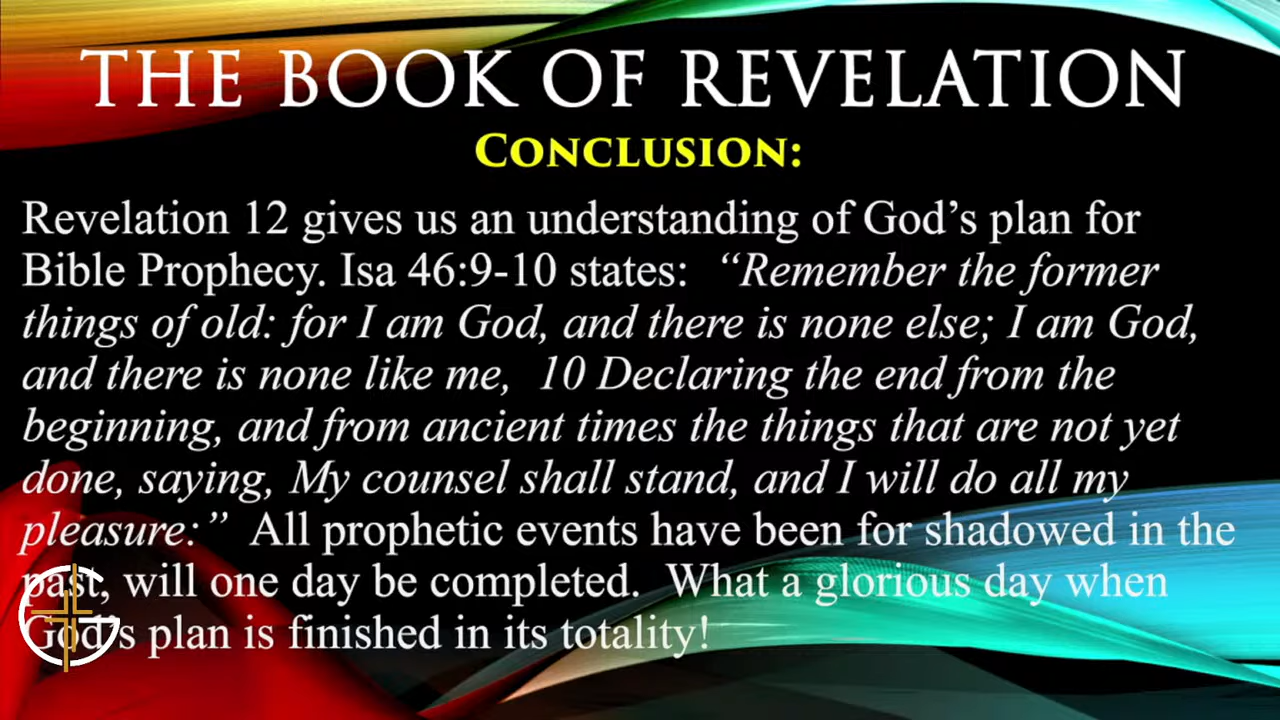 THE BOOK OF REVELATION
CONCLUSION:
Revelation 12 gives us an understanding of God’s plan for
Bible Prophecy. Isa 46:9-10 states:  “Remember the former
things of old: for I am God, and there is none else; I am God,
and there is none like me,  10 Declaring the end from the
beginning, and from ancient times the things that are not yet
done, saying, My counsel shall stand, and I will do all my
pleasure:”  All prophetic events have been for shadowed in the
past, will one day be completed.  What a glorious day when
God’s plan is finished in its totality!